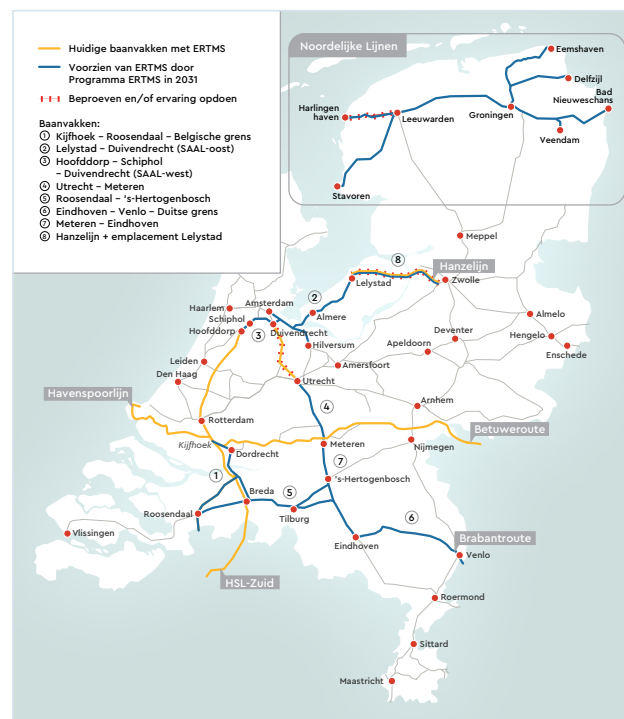 Huidige baanvakken met ERTMS
Voorzien van ERTMS door
Programma ERTMS in 2031
Beproeven en/of ervaring opdoen
Baanvakken:
① Kijfhoek – Roosendaal – Belgische grens
② Lelystad – Duivendrecht (SAAL-oost)
③ Hoofddorp – Schiphol
– Duivendrecht (SAAL-west)
④ Utrecht – Meteren
⑤ Roosendaal – 's-Hertogenbosch
⑥ Eindhoven – Venlo – Duitse grens
⑦ Meteren – Eindhoven
⑧ Hanzelijn + emplacement Lelystad
Noordelijke Lijnen
Eemshaven
Delfzijl
Bad
Nieuweschans
Harlingen
haven
Leeuwarden
Groningen
Veendam
Stavoren
Meppel
⑧
Hanzelijn
Lelystad
Zwolle
②
Haarlem
Amsterdam
Almere
Almelo
Schiphol
Hoofddorp
③
Duivendrecht
Hilversum
Deventer
Apeldoorn
Hengelo
Enschede
Leiden
Amersfoort
Den Haag
Utrecht
Havenspoorlijn
Arnhem
④
Rotterdam
Betuweroute
Kijfhoek
Dordrecht
Meteren
Nijmegen
①
⑦
's-Hertogenbosch
Breda
⑤
Roosendaal
Tilburg
⑥
Vlissingen
Eindhoven
Brabantroute
Venlo
HSL-Zuid
Roermond
Sittard
Maastricht